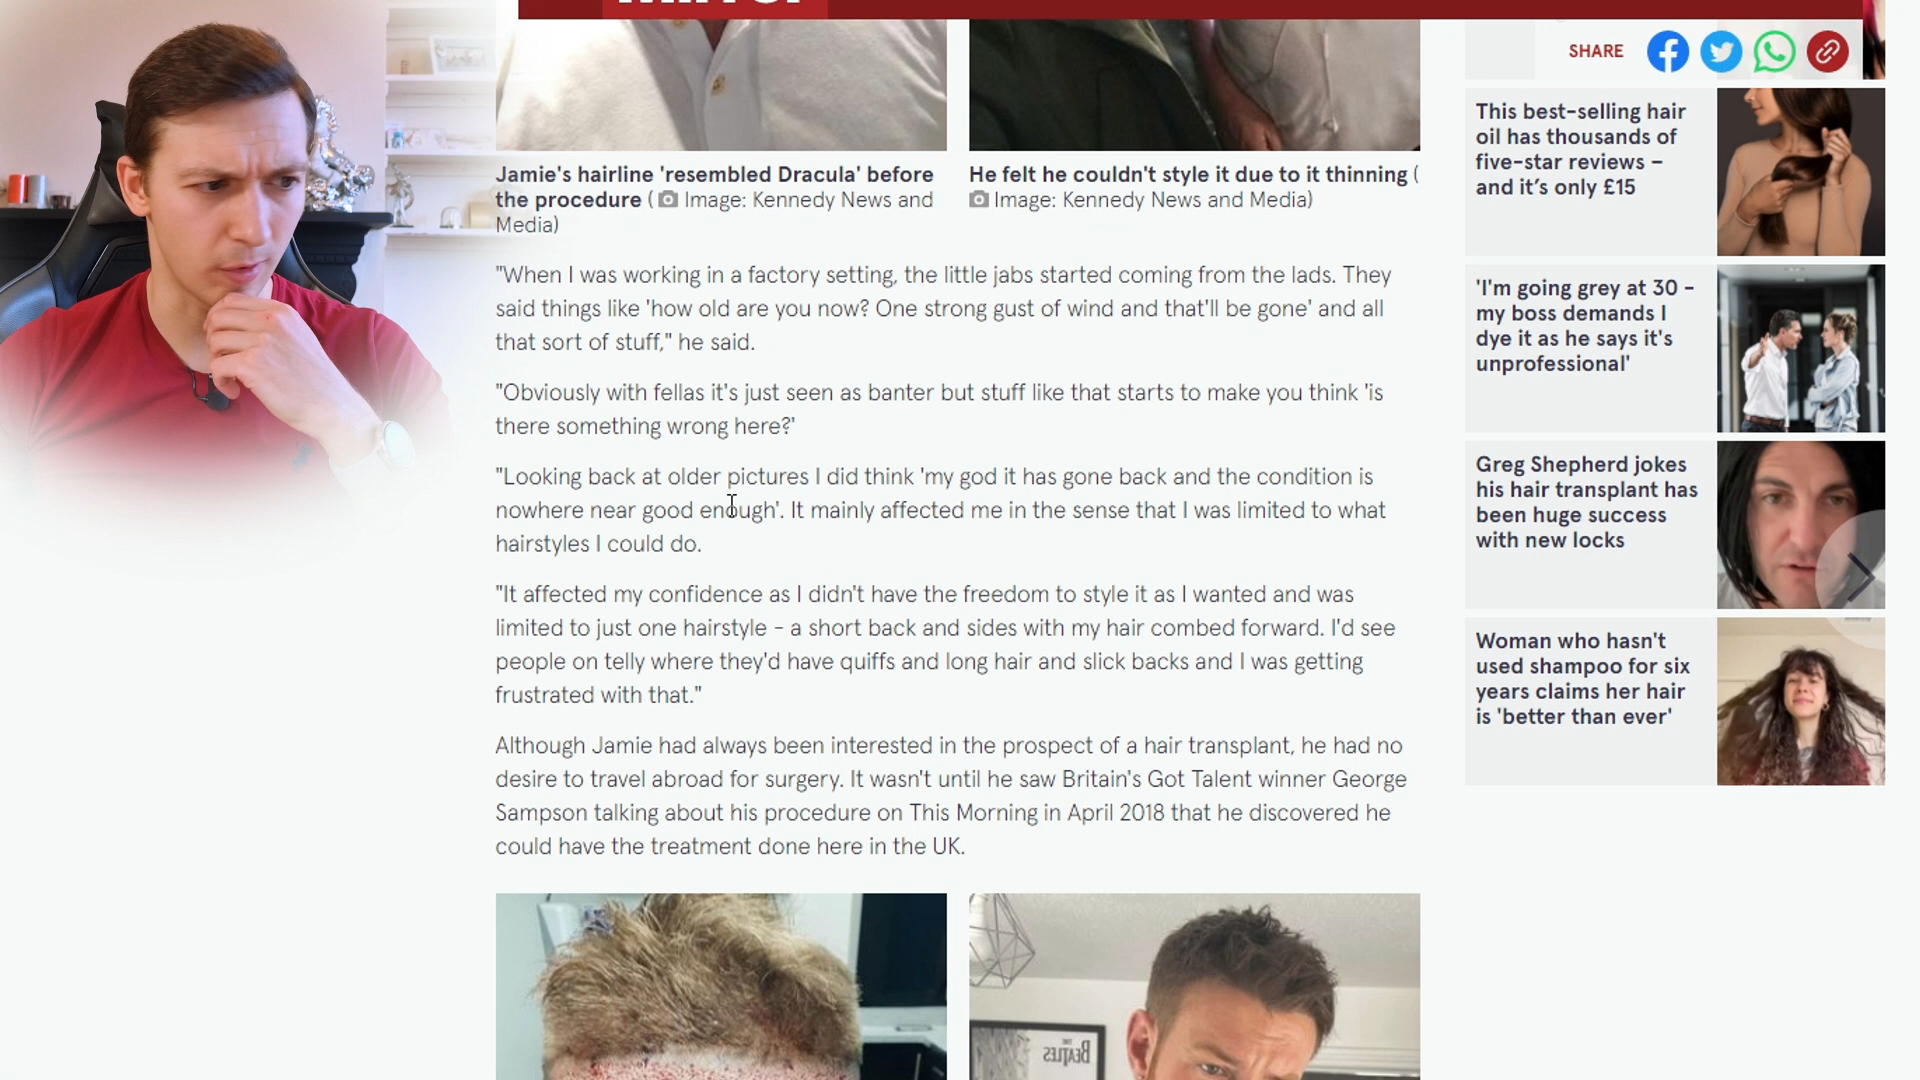 Mirror
SHARE
Jamie's hairline 'resembled Dracula' before
the procedure ( Image: Kennedy News and
Media)
He felt he couldn't style it due to it thinning (
Image: Kennedy News and Media)
"When I was working in a factory setting, the little jabs started coming from the lads. They
said things like 'how old are you now? One strong gust of wind and that'll be gone' and all
that sort of stuff," he said.
"Obviously with fellas it's just seen as banter but stuff like that starts to make you think 'is
there something wrong here?'
"Looking back at older pictures I did think 'my god it has gone back and the condition is
nowhere near good enough'. It mainly affected me in the sense that I was limited to what
hairstyles I could do.
"It affected my confidence as I didn't have the freedom to style it as I wanted and was
limited to just one hairstyle - a short back and sides with my hair combed forward. I'd see
people on telly where they'd have quiffs and long hair and slick backs and I was getting
frustrated with that."
Although Jamie had always been interested in the prospect of a hair transplant, he had no
desire to travel abroad for surgery. It wasn't until he saw Britain's Got Talent winner George
Sampson talking about his procedure on This Morning in April 2018 that he discovered he
could have the treatment done here in the UK.
THE
BEATLES
This best-selling hair
oil has thousands of
five-star reviews –
and it's only £15
'I'm going grey at 30 -
my boss demands I
dye it as he says it's
unprofessional'
Greg Shepherd jokes
his hair transplant has
been huge success
with new locks
Woman who hasn't
used shampoo for six
years claims her hair
is 'better than ever'